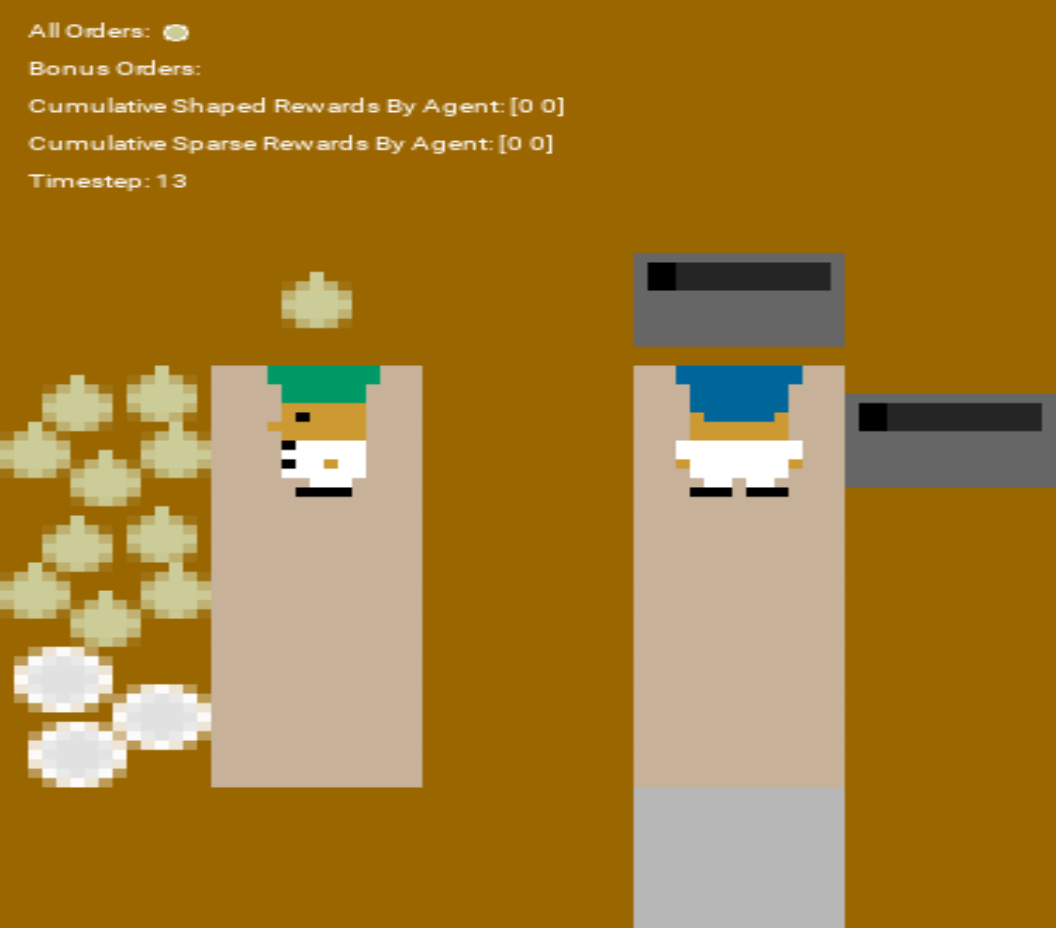 All Orders:
Bonus Orders:
Cumulative Shaped Rewards By Agent: [0 0]
Cumulative Sparse Rewards By Agent: [0 0]
Timestep: 13